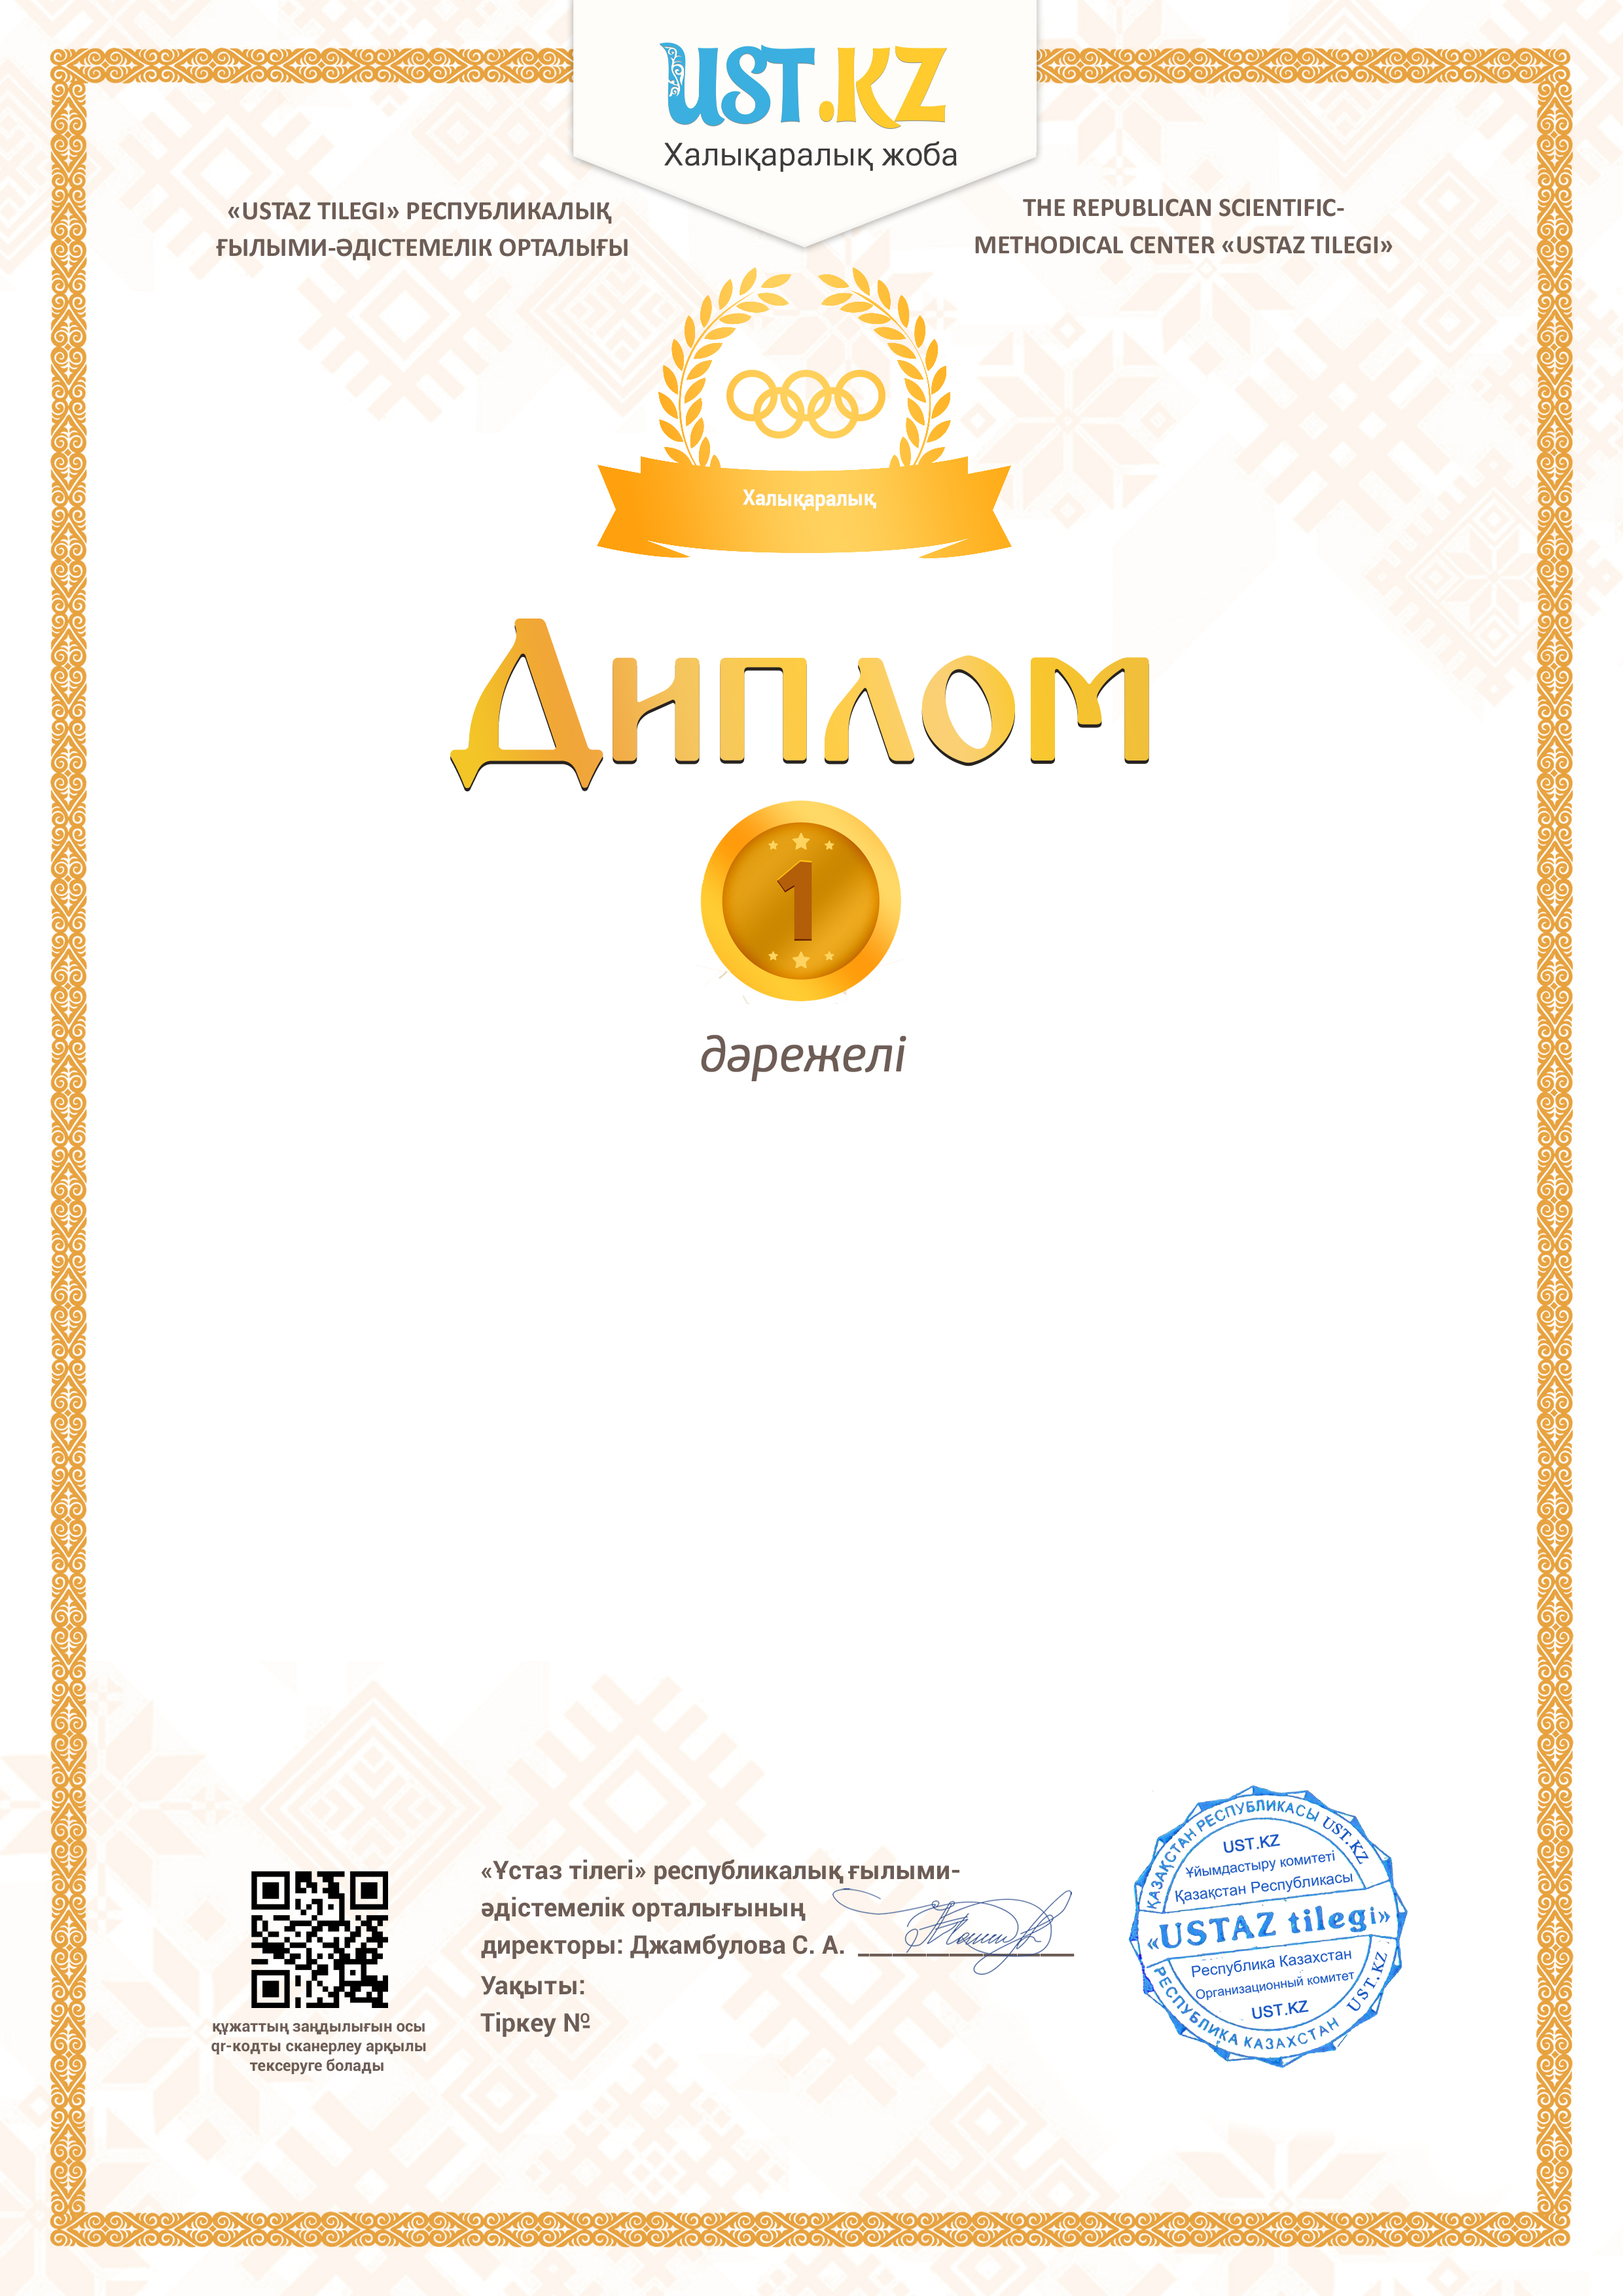 UST.KZ
Халықаралық жоба
«USTAZ TILEGI» РЕСПУБЛИКАЛЫҚ
ҒЫЛЫМИ-ӘДІСТЕМЕЛІК ОРТАЛЫҒЫ
THE REPUBLICAN SCIENTIFIC-
METHODICAL CENTER «USTAZ TILEGI»
Халықаралық
Диплом
1
дәрежелі
«Ұстаз тілегі» республикалық ғылыми-
әдістемелік орталығының
директоры: Джамбулова С. А.
Уақыты:
Тіркеу №
құжаттың заңдылығын осы
qr-кодты сканерлеу арқылы
тексеруге болады
ҚАЗАҚСТАН РЕСПУБЛИКАСЫ UST.KZ
UST.KZ
Ұйымдастыру комитеті
Қазақстан Республикасы
«USTAZ tilegi»
Республика Казахстан
Организационный комитет
UST.KZ
РЕСПУБЛИКА КАЗАХСТАН UST.KZ